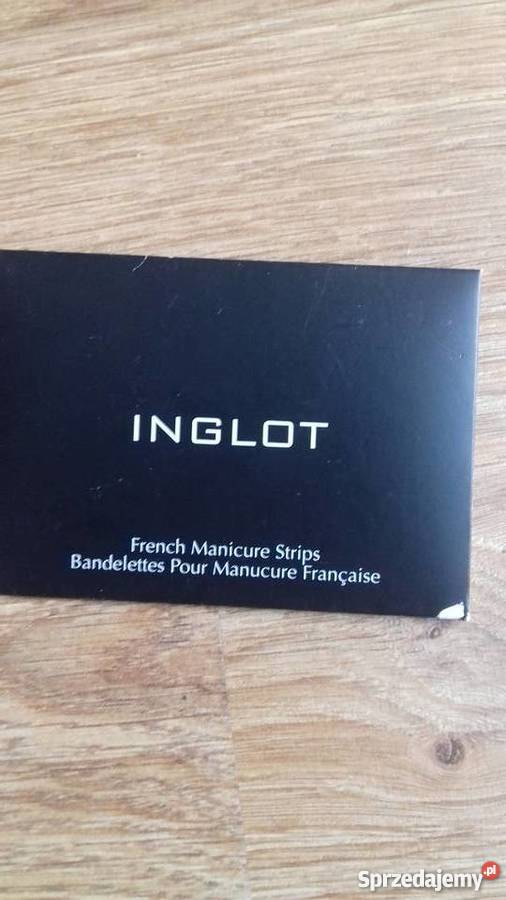 INGLOT
French Manicure Strips
Bandelettes Pour Manucure Française
Sprzedajemy.pl